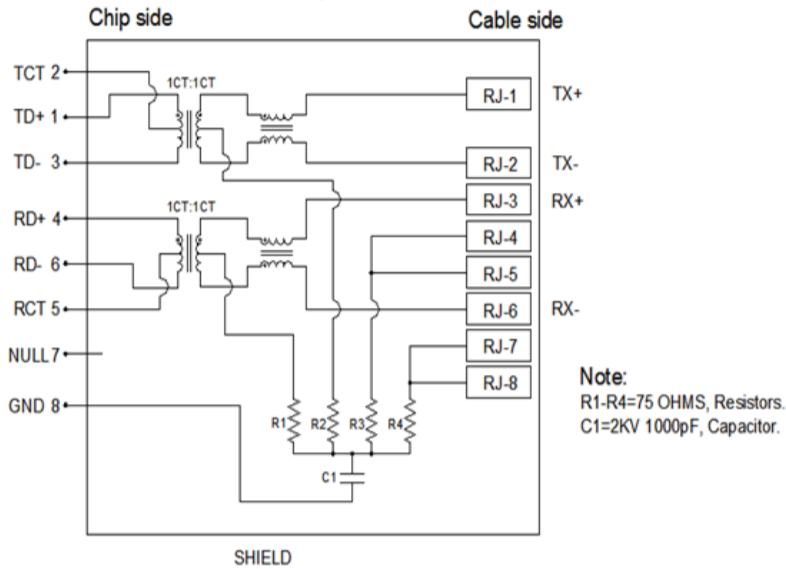 Chip side
Cable side
TCT 2
1CT:1CT
RJ-1 TX+
TD+ 1
TD- 3
RJ-2 TX-
RJ-3 RX+
1CT:1CT
RD+ 4
RJ-4
RD- 6
RJ-5
RCT 5
RJ-6 RX-
NULL7
RJ-7
RJ-8
GND 8
R1 R2 R3 R4
C1
Note:
R1-R4=75 OHMS, Resistors.
C1=2KV 1000pF, Capacitor.
SHIELD